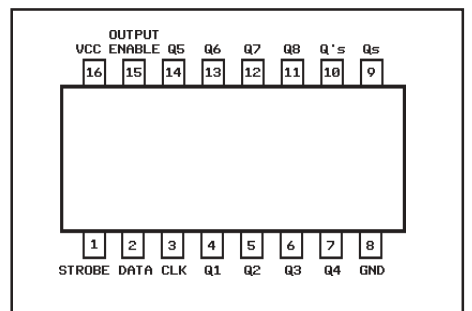 OUTPUT
VCC ENABLE Q5 Q6 Q7 Q8 Q's Qs
16 15 14 13 12 11 10 9
1 2 3 4 5 6 7 8
STROBE DATA CLK Q1 Q2 Q3 Q4 GND